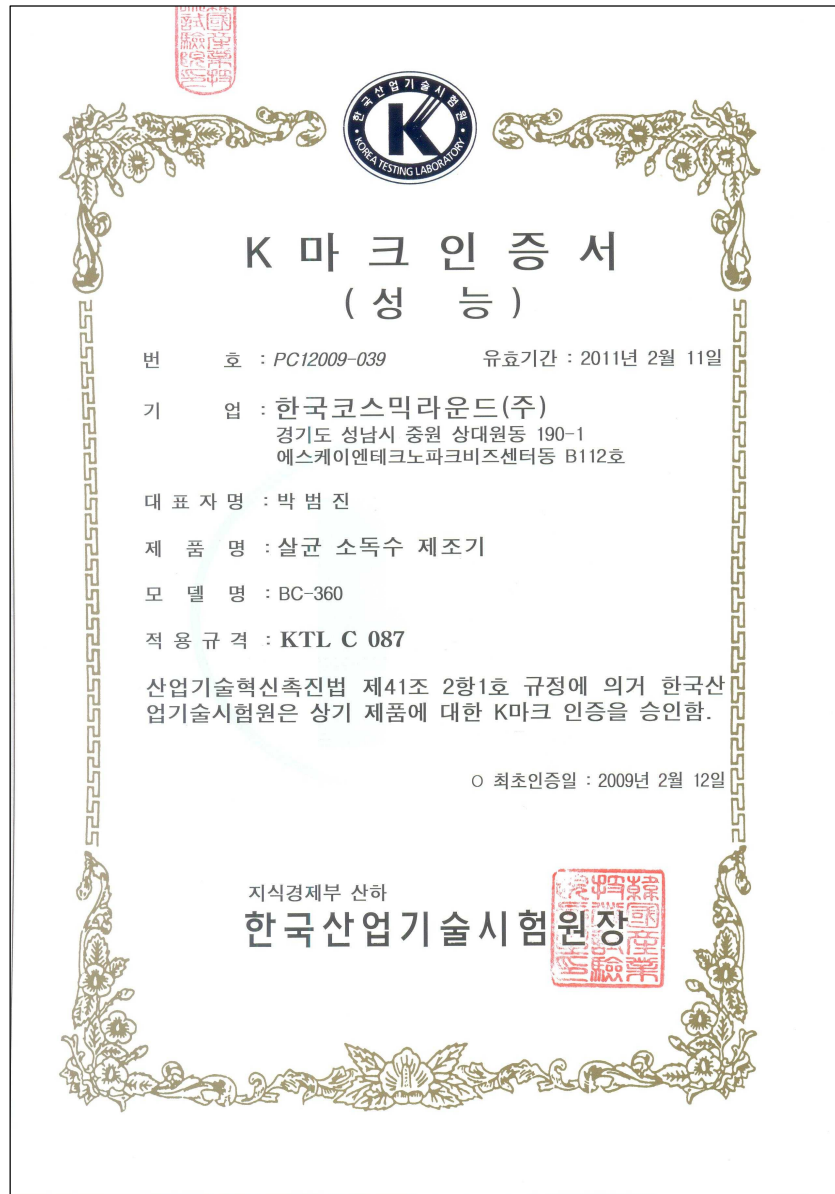 한국산업기술시험원
K
KOREA TESTING LABORATORY
K 마 크 인 증 서
( 성 능 )
번 호 : PC12009-039 유효기간 : 2011년 2월 11일
기 업 : 한국코스믹라운드(주)
경기도 성남시 중원 상대원동 190-1
에스케이엔테크노파크비즈센터동 B112호
대 표 자 명 : 박 범 진
제 품 명 : 살균 소독수 제조기
모 델 명 : BC-360
적 용 규 격 : KTL C 087
산업기술혁신촉진법 제41조 2항1호 규정에 의거 한국산
업기술시험원은 상기 제품에 대한 K마크 인증을 승인함.
O 최초인증일 : 2009년 2월 12일
지식경제부 산하
한국산업기술시험원장